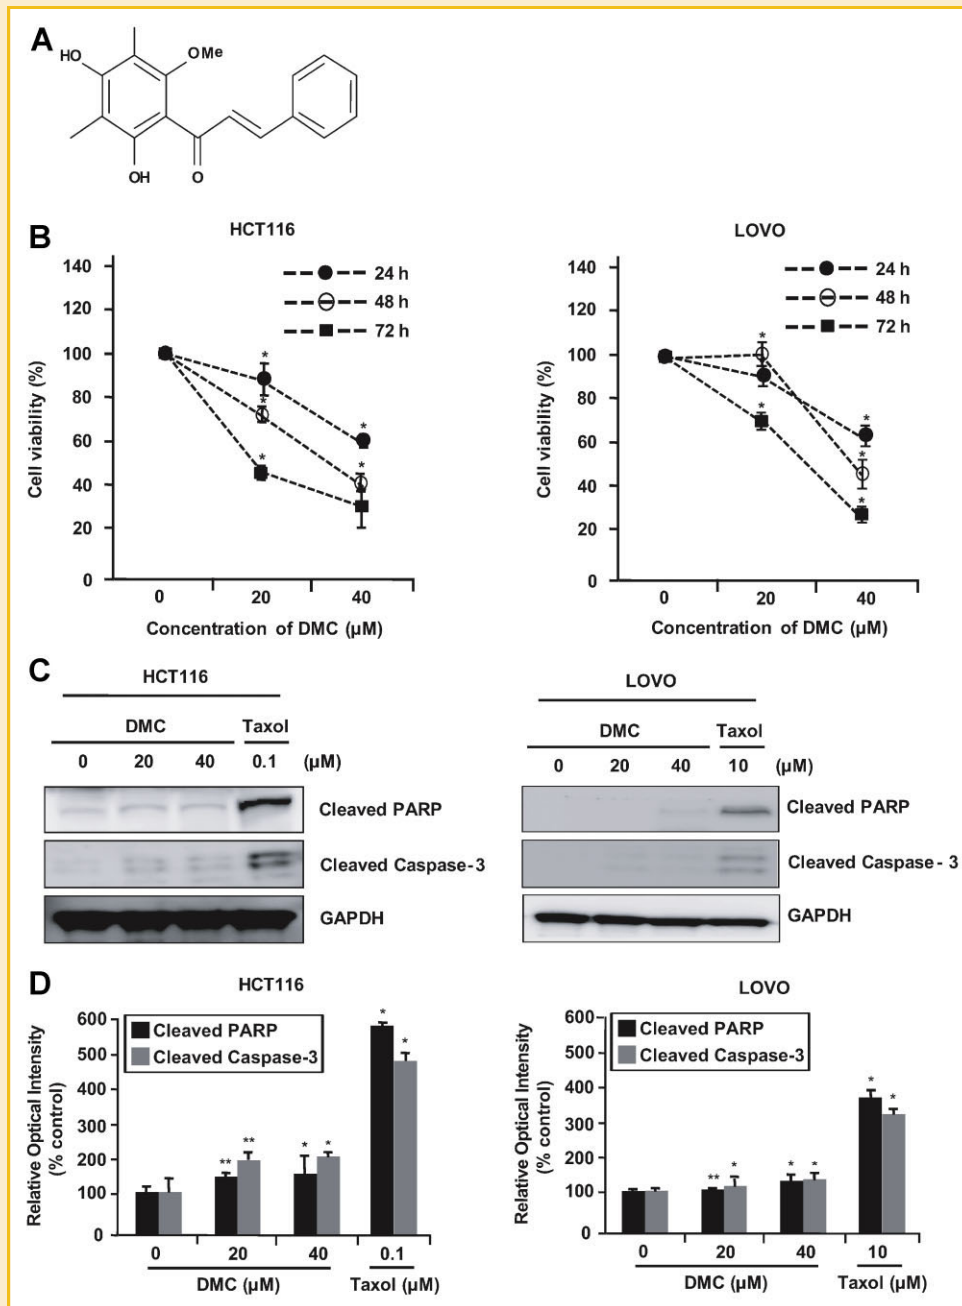 A
HO
OMe
OH
O
B
HCT116
LOVO
140
120
100
80
60
40
20
0
Cell viability (%)
24 h
48 h
72 h
*
*
*
*
*
*
0
20
40
Concentration of DMC (µM)
140
120
100
80
60
40
20
0
Cell viability (%)
24 h
48 h
72 h
*
*
*
*
*
0
20
40
Concentration of DMC (µM)
C
HCT116
DMC
Taxol
0
20
40
0.1
(µM)
Cleaved PARP
Cleaved Caspase-3
GAPDH
LOVO
DMC
Taxol
0
20
40
10
(µM)
Cleaved PARP
Cleaved Caspase - 3
GAPDH
D
HCT116
600
500
400
300
200
100
0
Relative Optical Intensity
(% control)
Cleaved PARP
Cleaved Caspase-3
**
**
*
*
*
*
0
20
40
0.1
DMC (µM)
Taxol (µM)
LOVO
600
500
400
300
200
100
0
Relative Optical Intensity
(% control)
Cleaved PARP
Cleaved Caspase-3
**
*
*
*
*
*
0
20
40
10
DMC (µM)
Taxol (µM)